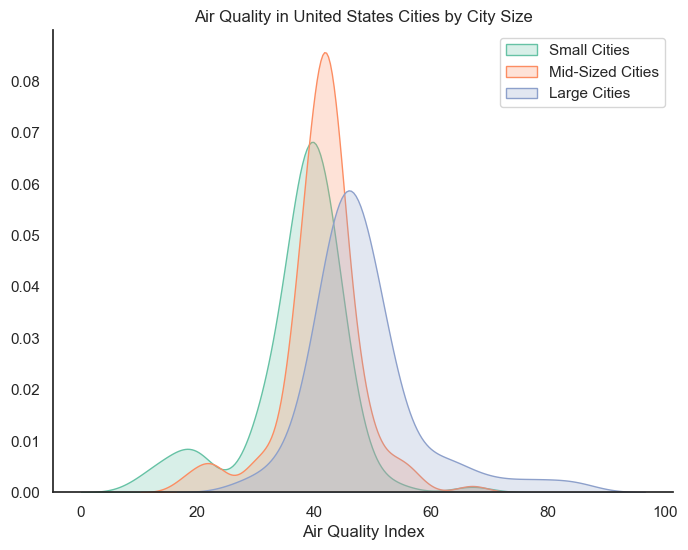 Air Quality in United States Cities by City Size
Small Cities
Mid-Sized Cities
Large Cities
0.08
0.07
0.06
0.05
0.04
0.03
0.02
0.01
0.00
0 20 40 60 80 100
Air Quality Index